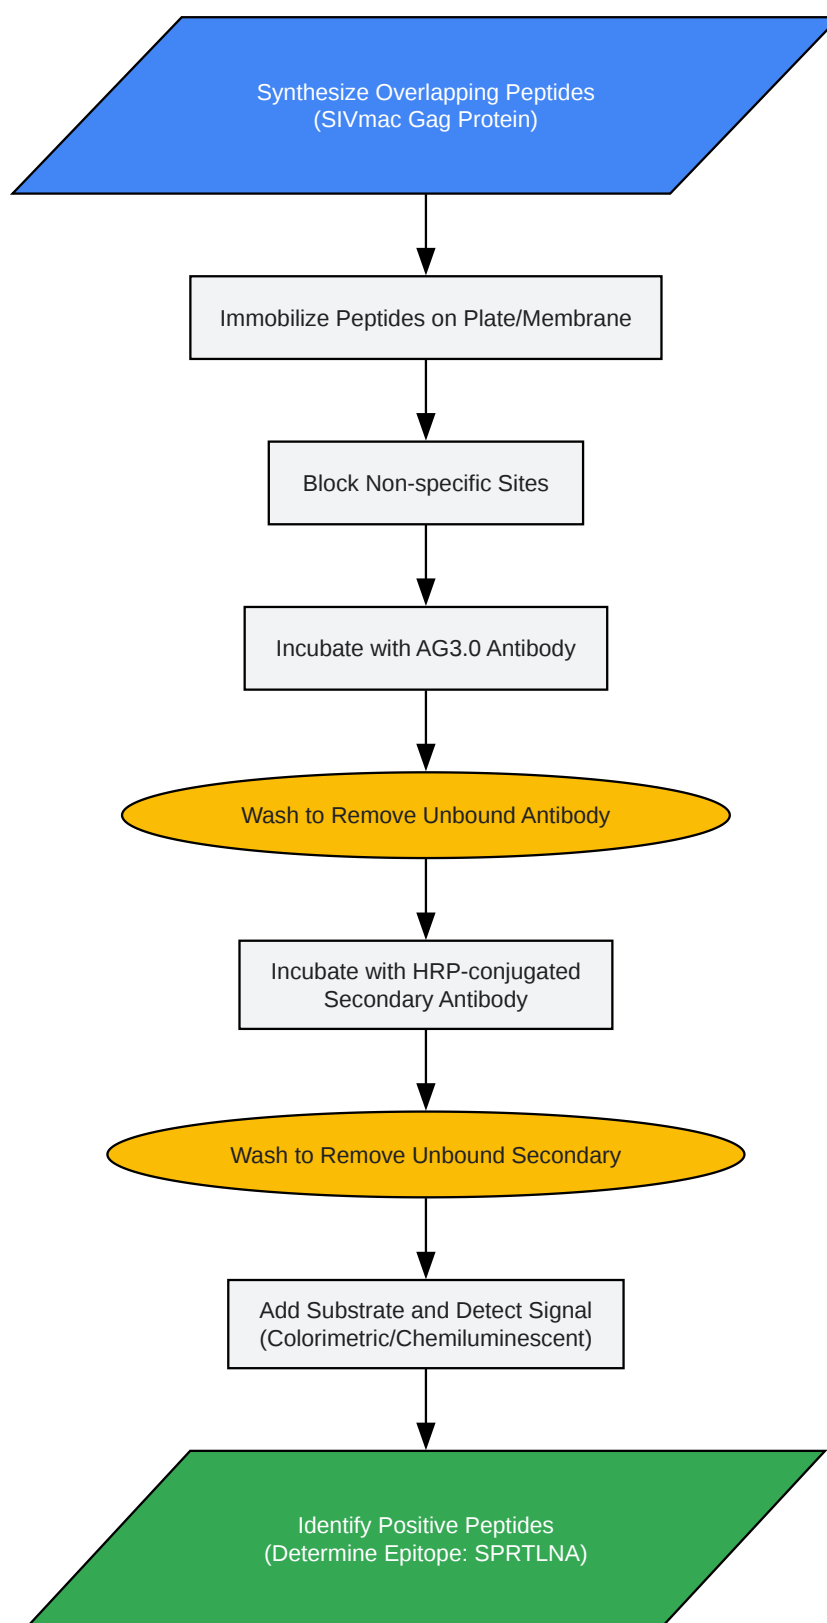 Synthesize Overlapping Peptides
(SIVmac Gag Protein)
Immobilize Peptides on Plate/Membrane
Block Non-specific Sites
Incubate with AG3.0 Antibody
Wash to Remove Unbound Antibody
Incubate with HRP-conjugated
Secondary Antibody
Wash to Remove Unbound Secondary
Add Substrate and Detect Signal
(Colorimetric/Chemiluminescent)
Identify Positive Peptides
(Determine Epitope: SPRTLNA)